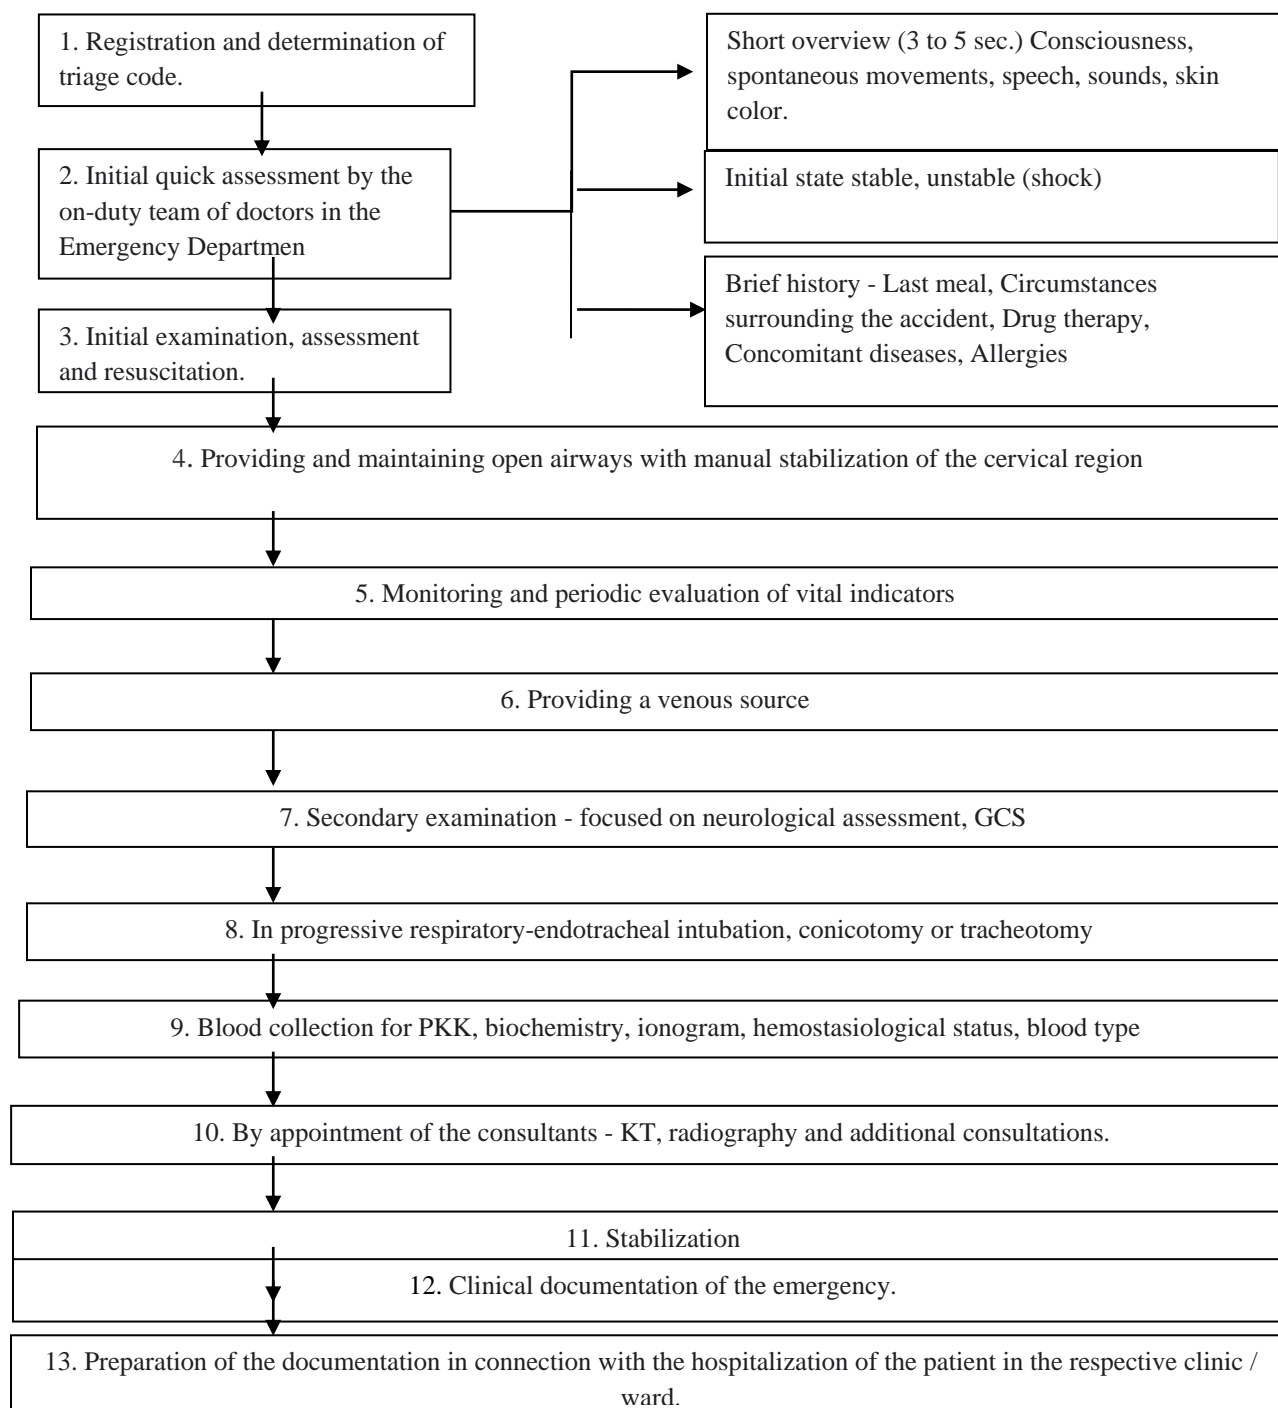 1. Registration and determination of
triage code.
Short overview (3 to 5 sec.) Consciousness,
spontaneous movements, speech, sounds, skin
color.
2. Initial quick assessment by the
on-duty team of doctors in the
Emergency Departmen
Initial state stable, unstable (shock)
Brief history - Last meal, Circumstances
surrounding the accident, Drug therapy,
Concomitant diseases, Allergies
3. Initial examination, assessment
and resuscitation.
4. Providing and maintaining open airways with manual stabilization of the cervical region
5. Monitoring and periodic evaluation of vital indicators
6. Providing a venous source
7. Secondary examination - focused on neurological assessment, GCS
8. In progressive respiratory-endotracheal intubation, conicotomy or tracheotomy
9. Blood collection for PKK, biochemistry, ionogram, hemostasiological status, blood type
10. By appointment of the consultants - KT, radiography and additional consultations.
11. Stabilization
12. Clinical documentation of the emergency.
13. Preparation of the documentation in connection with the hospitalization of the patient in the respective clinic /
ward.